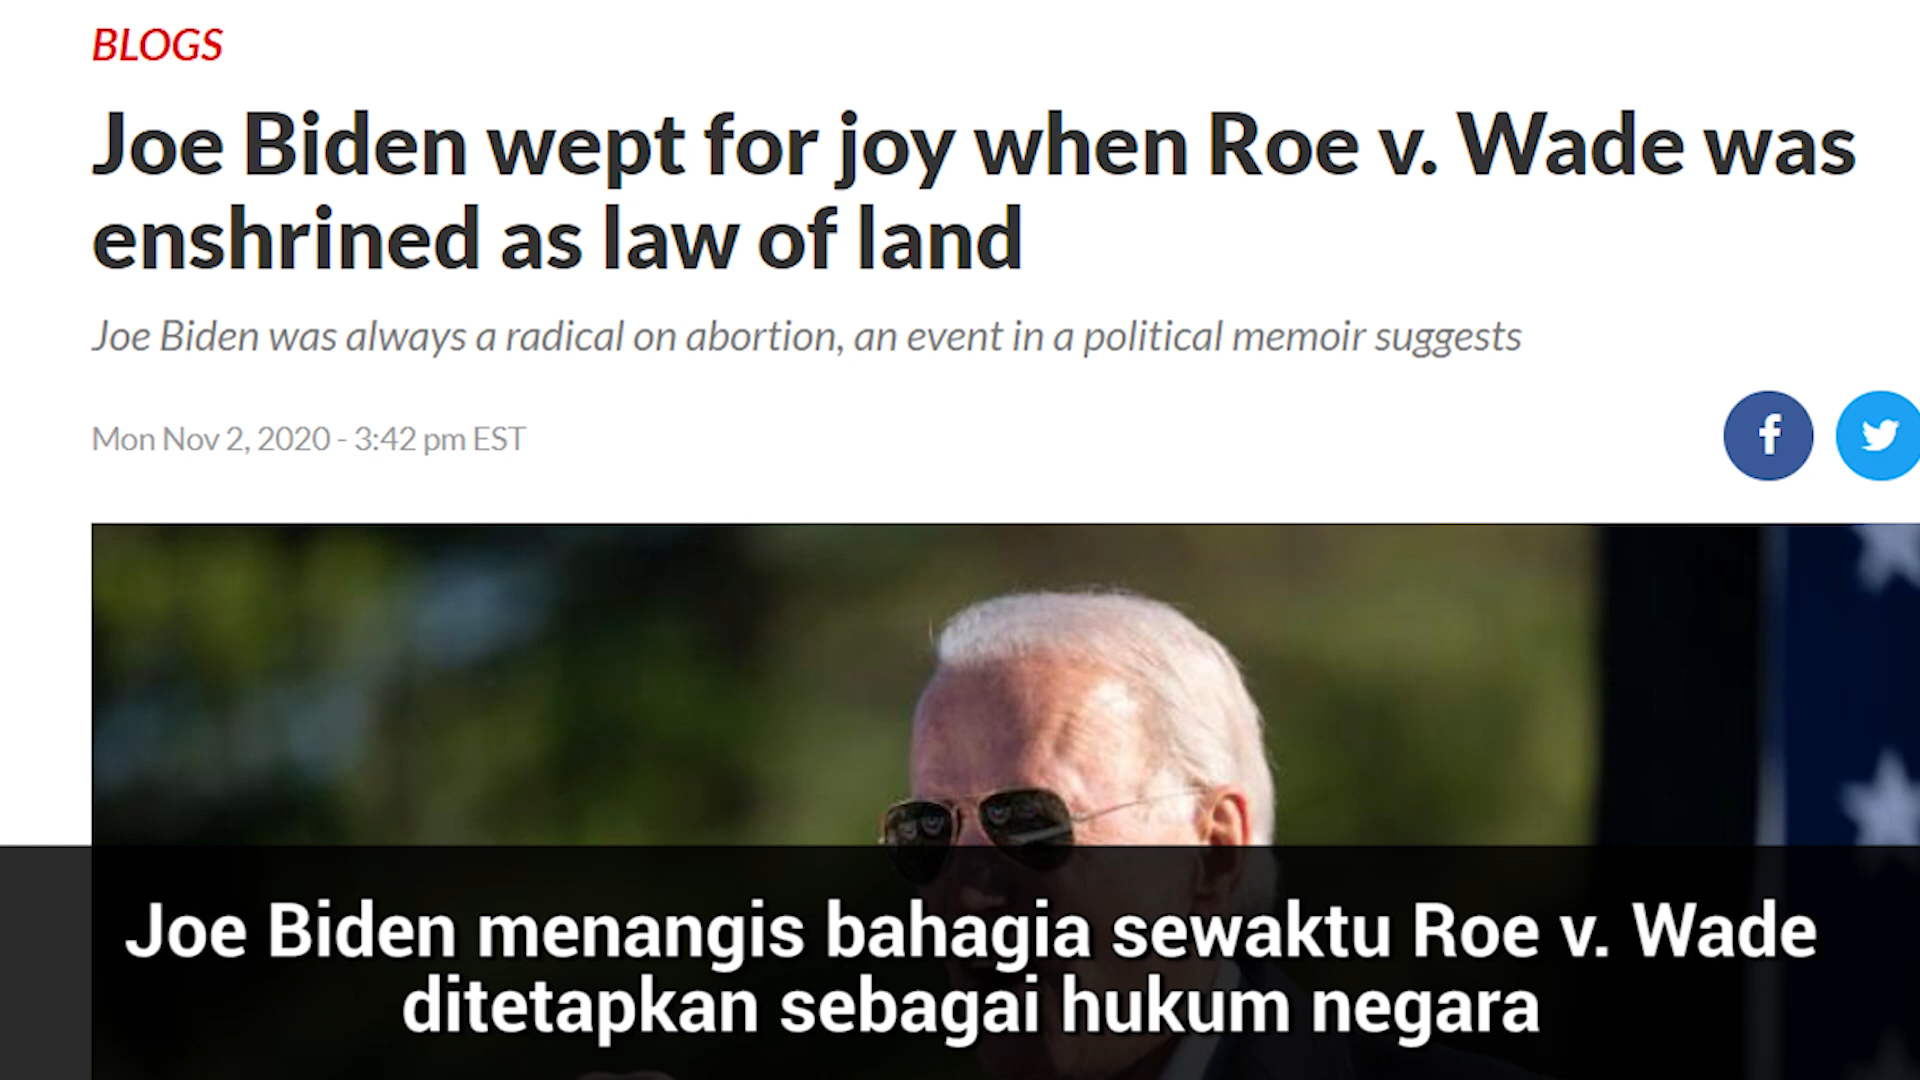 BLOGS
Joe Biden wept for joy when Roe v. Wade was
enshrined as law of land
Joe Biden was always a radical on abortion, an event in a political memoir suggests
Mon Nov 2, 2020 - 3:42 pm EST
Joe Biden menangis bahagia sewaktu Roe v. Wade
ditetapkan sebagai hukum negara